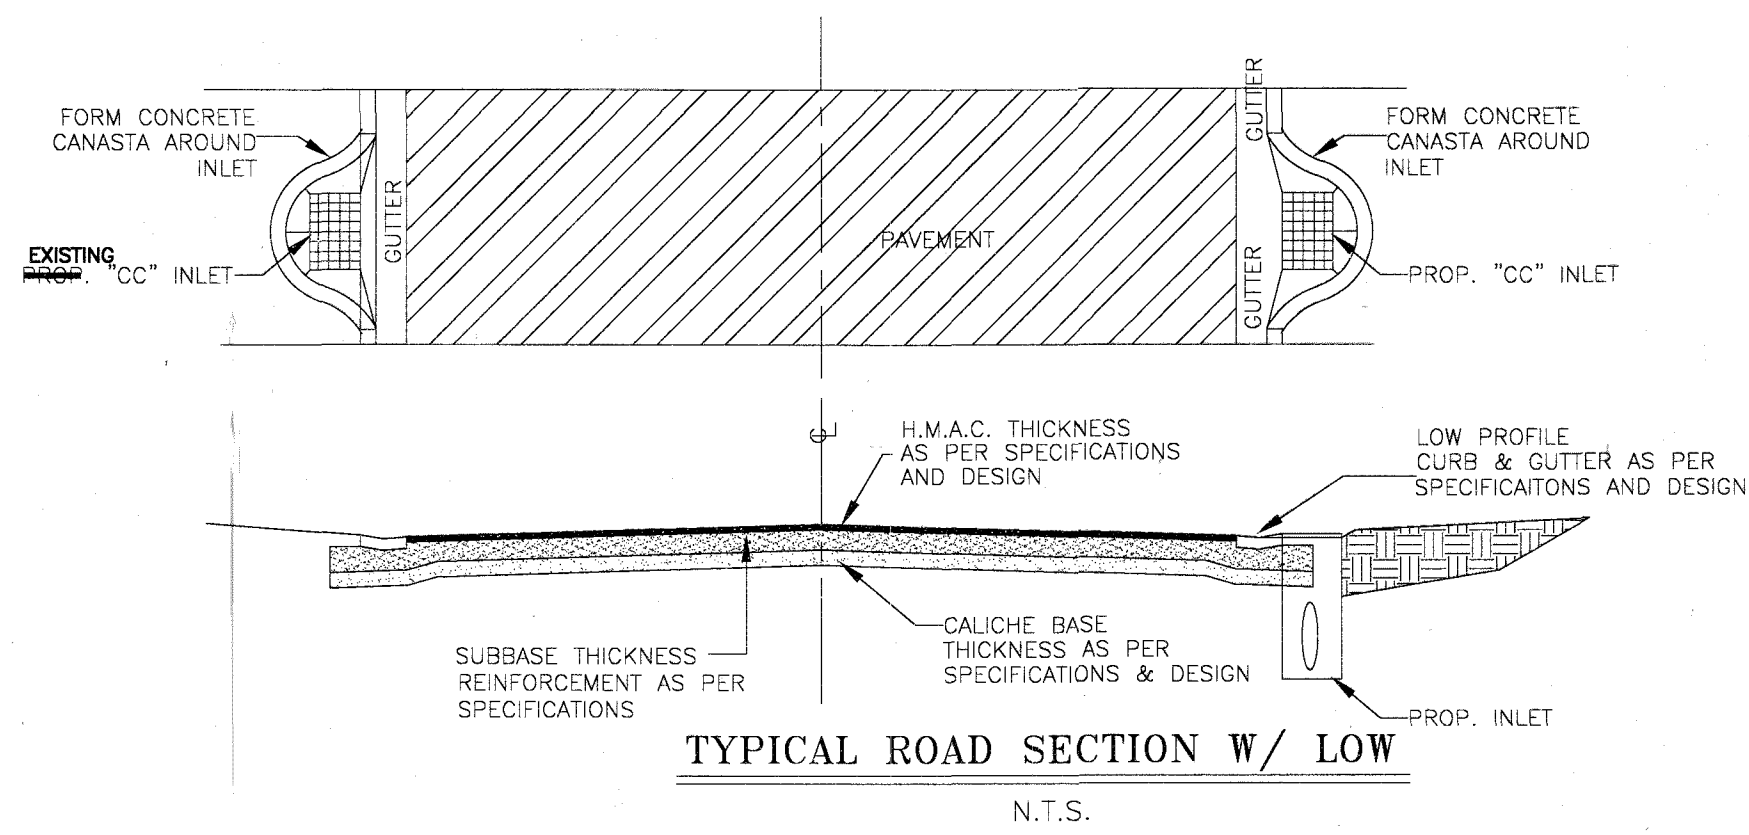 FORM CONCRETE
CANASTA AROUND
INLET
EXISTING
PROP. "CC" INLET
GUTTER
PAVEMENT
GUTTER
GUTTER
FORM CONCRETE
CANASTA AROUND
INLET
PROP. "CC" INLET
CL
H.M.A.C. THICKNESS
AS PER SPECIFICATIONS
AND DESIGN
LOW PROFILE
CURB & GUTTER AS PER
SPECIFICAITONS AND DESIGN
SUBBASE THICKNESS
REINFORCEMENT AS PER
SPECIFICATIONS
CALICHE BASE
THICKNESS AS PER
SPECIFICATIONS & DESIGN
PROP. INLET
TYPICAL ROAD SECTION W/ LOW
N.T.S.